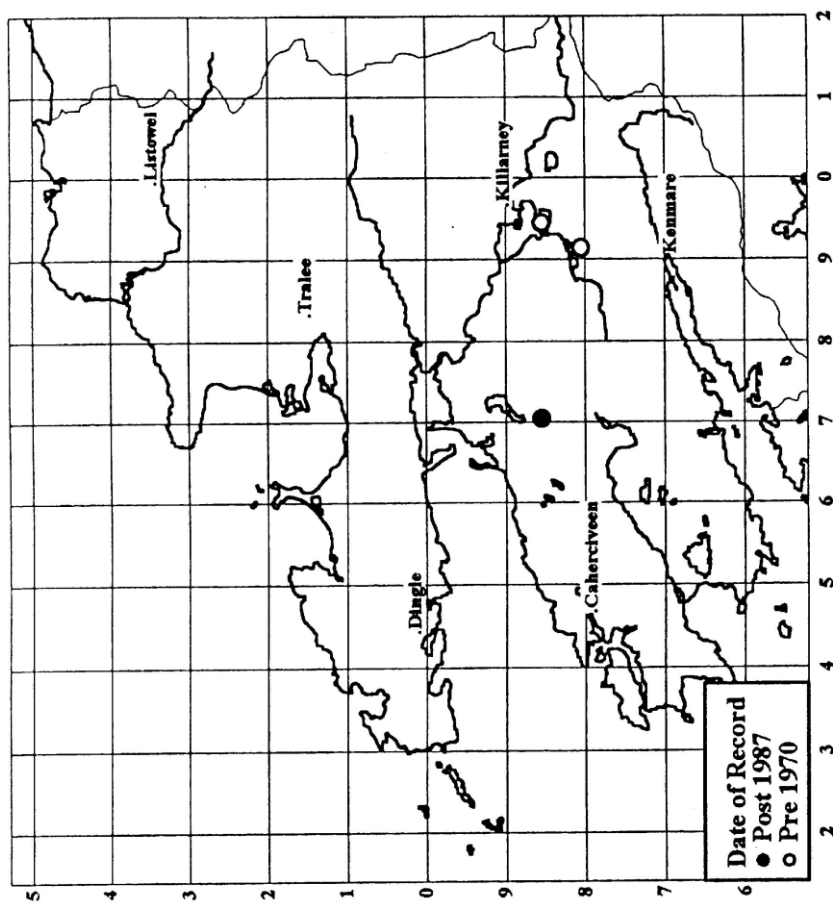 5
4
.Listowel
3
2
.Tralee
1
.Dingle
0
Killarney
9
8
.Caherciveen
7
Kenmare
6
Date of Record
● Post 1987
○ Pre 1970
2 3 4 5 6 7 8 9 0 1 2